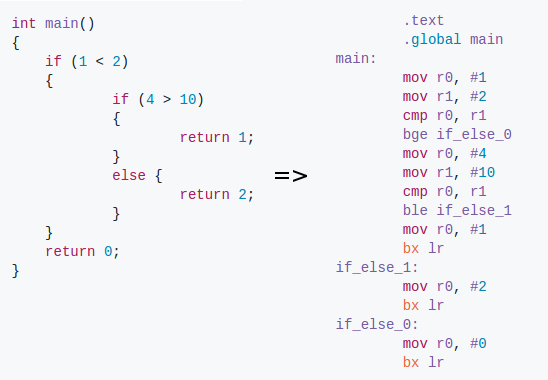 int main()
{
if (1 < 2)
{
if (4 > 10)
{
return 1;
}
else {
return 2;
}
}
return 0;
}
=>
.text
.global main
main:
mov r0, #1
mov r1, #2
cmp r0, r1
bge if_else_0
mov r0, #4
mov r1, #10
cmp r0, r1
ble if_else_1
mov r0, #1
bx lr
if_else_1:
mov r0, #2
bx lr
if_else_0:
mov r0, #0
bx lr